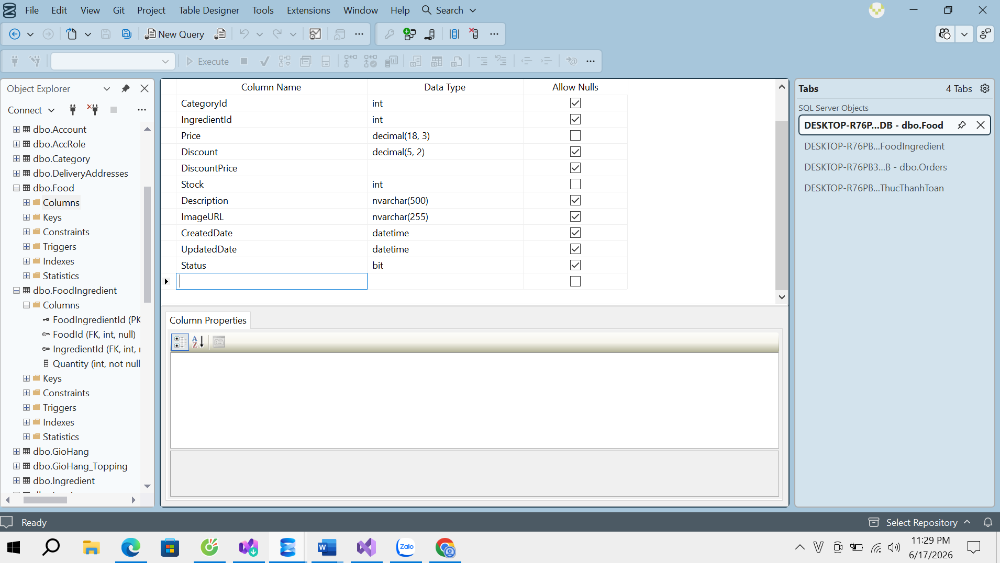 File Edit View Git Project Table Designer Tools Extensions Window Help Search
New Query
Execute
Object Explorer
Connect
dbo.Account
dbo.AccRole
dbo.Category
dbo.DeliveryAddresses
dbo.Food
Columns
Keys
Constraints
Triggers
Indexes
Statistics
dbo.FoodIngredient
Columns
FoodIngredientId (PK
FoodId (FK, int, null)
IngredientId (FK, int, r
Quantity (int, not null
Keys
Constraints
Triggers
Indexes
Statistics
dbo.GioHang
dbo.GioHang_Topping
dbo.Ingredient
Column Name Data Type Allow Nulls
CategoryId int
IngredientId int
Price decimal(18, 3)
Discount decimal(5, 2)
DiscountPrice
Stock int
Description nvarchar(500)
ImageURL nvarchar(255)
CreatedDate datetime
UpdatedDate datetime
Status bit
Column Properties
Tabs 4 Tabs
SQL Server Objects
DESKTOP-R76P...DB - dbo.Food
DESKTOP-R76PB...FoodIngredient
DESKTOP-R76PB3...B - dbo.Orders
DESKTOP-R76PB...ThucThanhToan
Ready Select Repository
Zalo
11:29 PM
6/17/2026